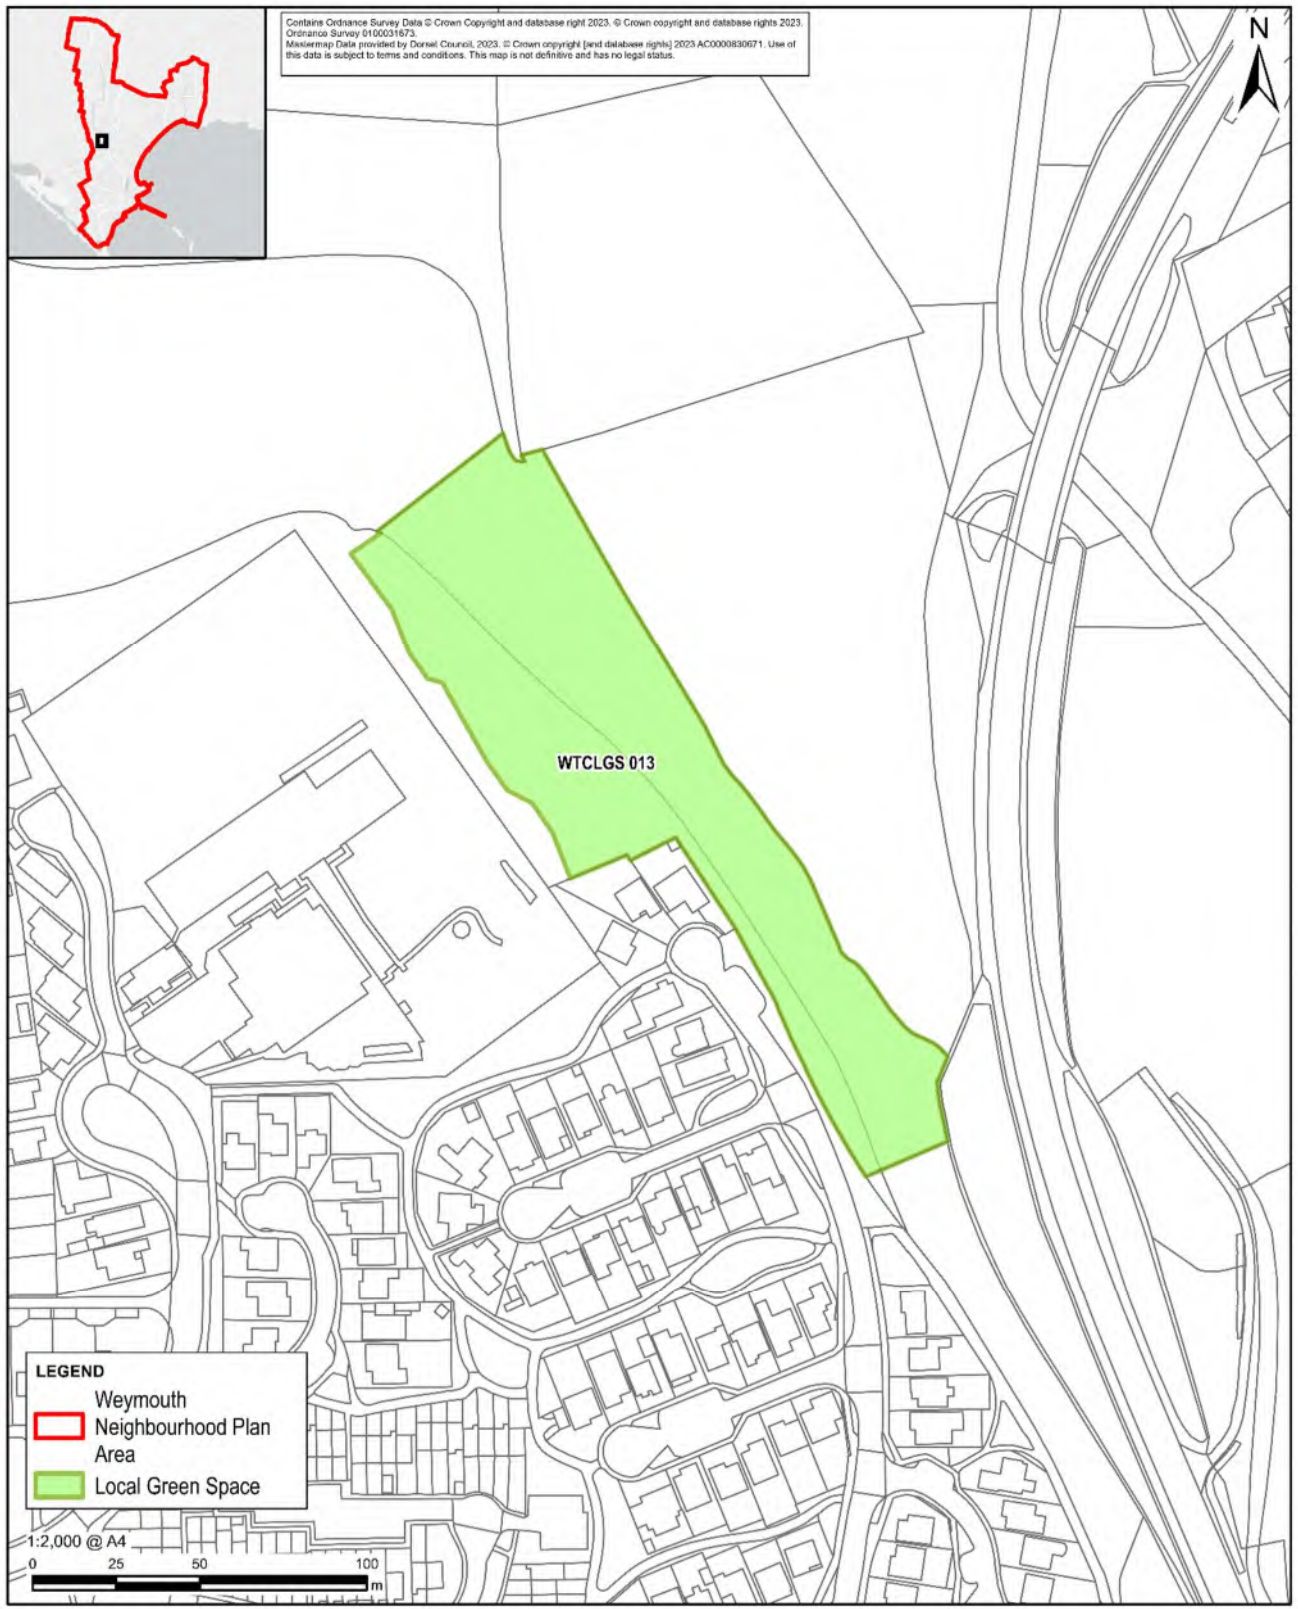 Contains Ordnance Survey Data © Crown Copyright and database right 2023. © Crown copyright and database rights 2023.
Ordnance Survey 0100031673.
Mastermap Data provided by Dorset Council, 2023. © Crown copyright [and database rights] 2023 AC0000830671. Use of
this data is subject to terms and conditions. This map is not definitive and has no legal status.
N
WTCLGS 013
LEGEND
Weymouth
Neighbourhood Plan
Area
Local Green Space
1:2,000 @ A4
0 25 50 100
m